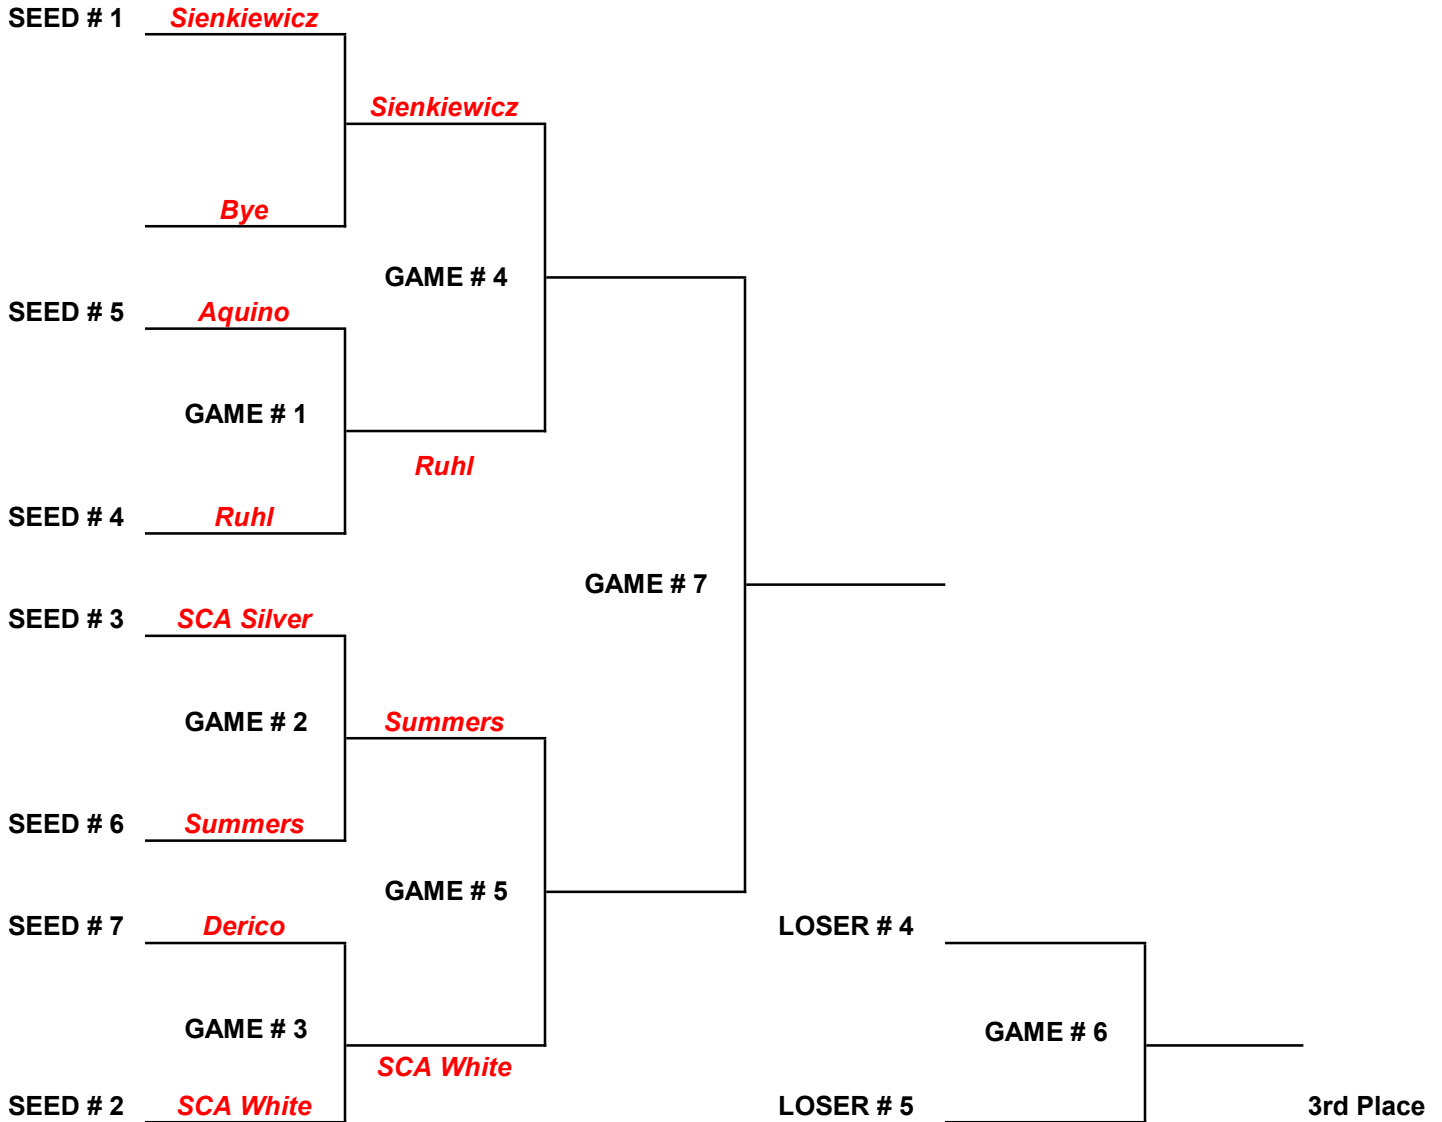 SEED # 1 Sienkiewicz
Sienkiewicz
Bye
GAME # 4
SEED # 5 Aquino
GAME # 1
Ruhl
SEED # 4 Ruhl
GAME # 7
SEED # 3 SCA Silver
GAME # 2 Summers
SEED # 6 Summers
GAME # 5
SEED # 7 Derico LOSER # 4
GAME # 3 GAME # 6
SCA White
SEED # 2 SCA White LOSER # 5 3rd Place